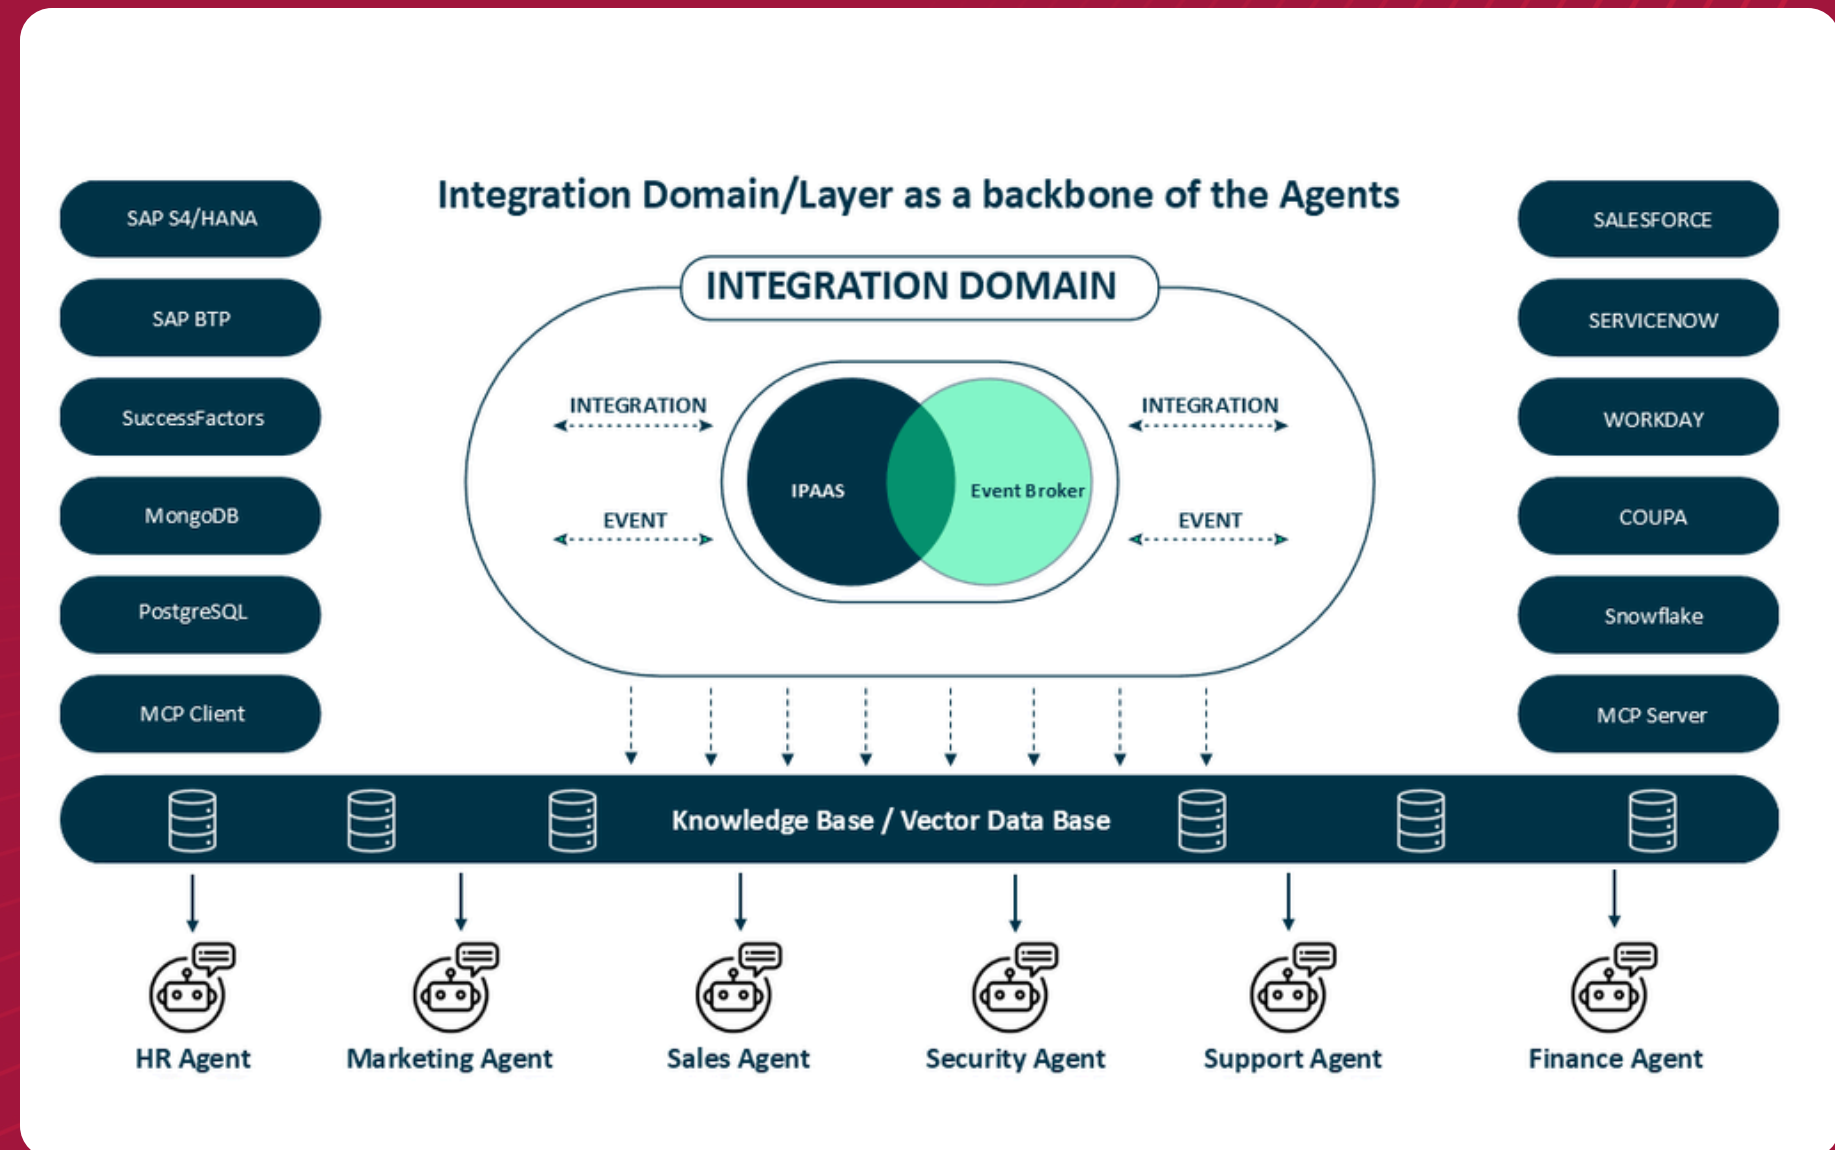 Integration Domain/Layer as a backbone of the Agents
INTEGRATION DOMAIN
SAP S4/HANA
SAP BTP
SuccessFactors
MongoDB
PostgreSQL
MCP Client
INTEGRATION
EVENT
IPAAS
Event Broker
INTEGRATION
EVENT
SALESFORCE
SERVICENOW
WORKDAY
COUPA
Snowflake
MCP Server
Knowledge Base / Vector Data Base
HR Agent
Marketing Agent
Sales Agent
Security Agent
Support Agent
Finance Agent